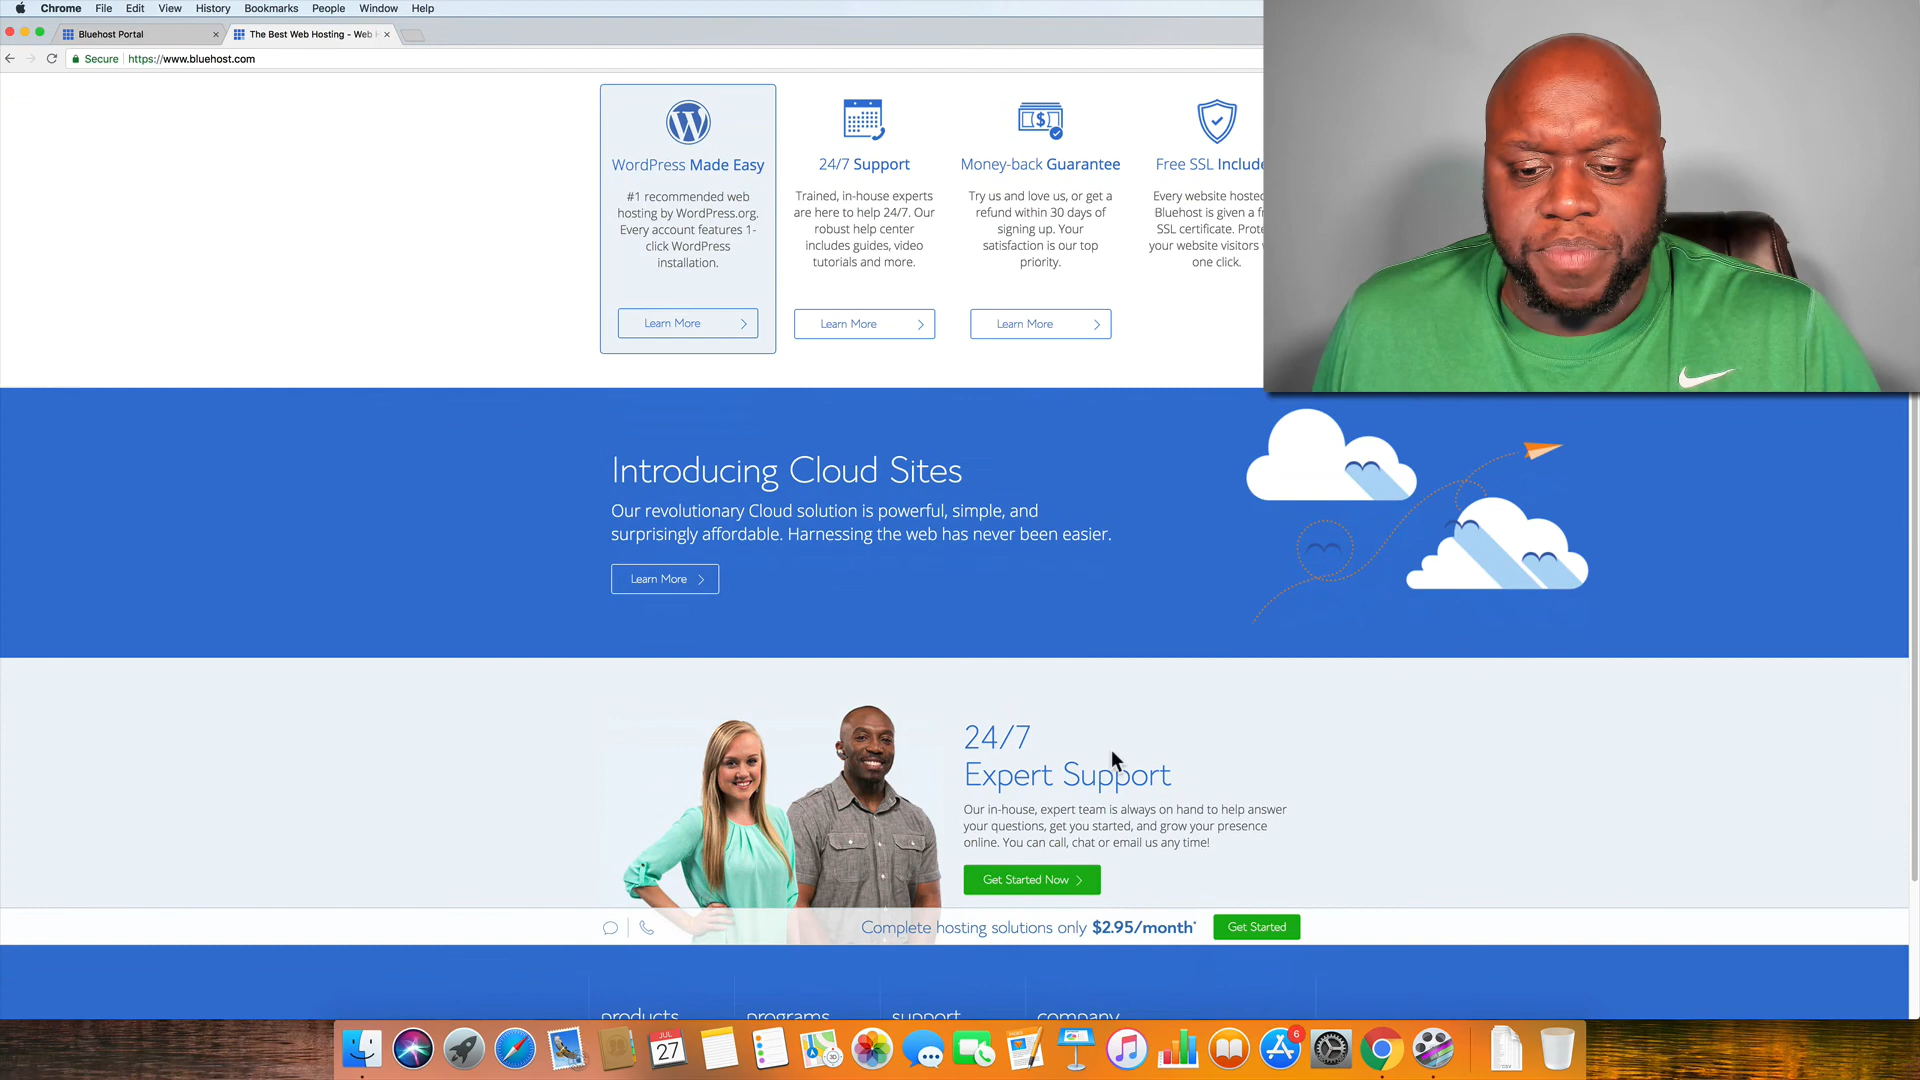 Chrome File Edit View History Bookmarks People Window Help
Bluehost Portal
The Best Web Hosting - Web
Secure https://www.bluehost.com
WordPress Made Easy
#1 recommended web
hosting by WordPress.org.
Every account features 1-
click WordPress
installation.
Learn More
24/7 Support
Trained, in-house experts
are here to help 24/7. Our
robust help center
includes guides, video
tutorials and more.
Learn More
Money-back Guarantee
Try us and love us, or get a
refund within 30 days of
signing up. Your
satisfaction is our top
priority.
Learn More
Free SSL Include
Every website hosted
Bluehost is given a fr
SSL certificate. Prote
your website visitors
one click.
Introducing Cloud Sites
Our revolutionary Cloud solution is powerful, simple, and
surprisingly affordable. Harnessing the web has never been easier.
Learn More
24/7
Expert Support
Our in-house, expert team is always on hand to help answer
your questions, get you started, and grow your presence
online. You can call, chat or email us any time!
Get Started Now
Complete hosting solutions only $2.95/month*
Get Started
products programs support company
JUL
27
3D
6
CSV